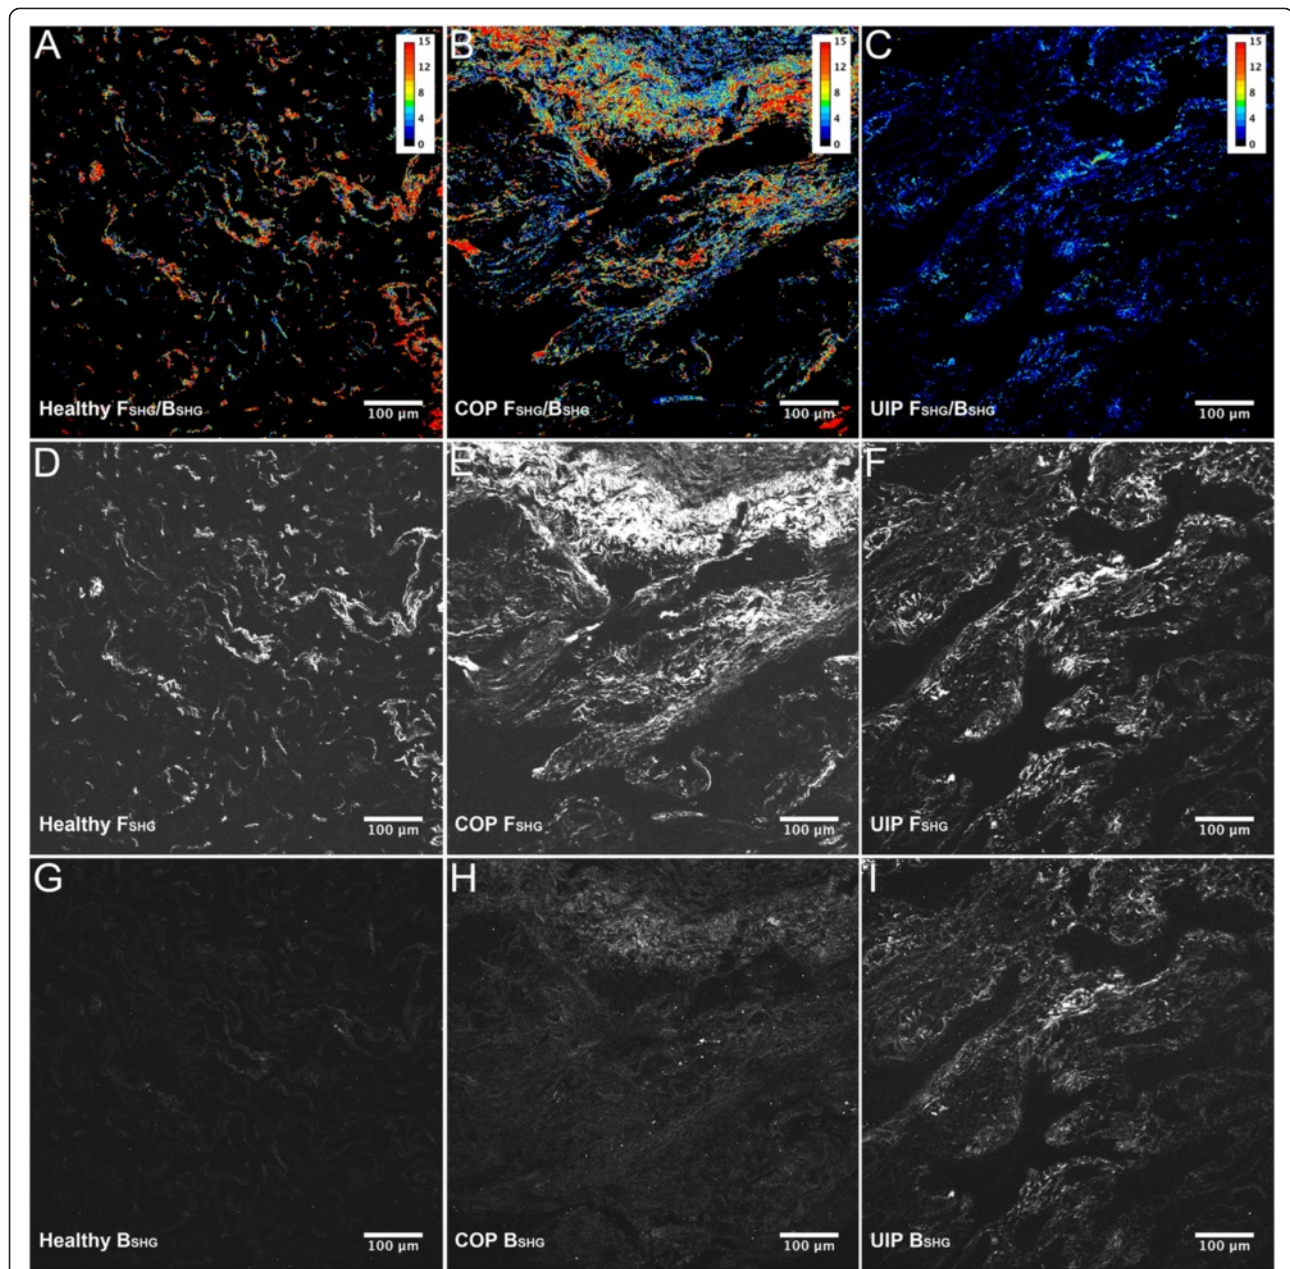 A
15
12
8
4
0
Healthy FSHG/BSHG
100 µm
B
15
12
8
4
0
COP FSHG/BSHG
100 µm
C
15
12
8
4
0
UIP FSHG/BSHG
100 µm
D
Healthy FSHG
100 µm
E
COP FSHG
100 µm
F
UIP FSHG
100 µm
G
Healthy BSHG
100 µm
H
COP BSHG
100 µm
I
UIP BSHG
100 µm